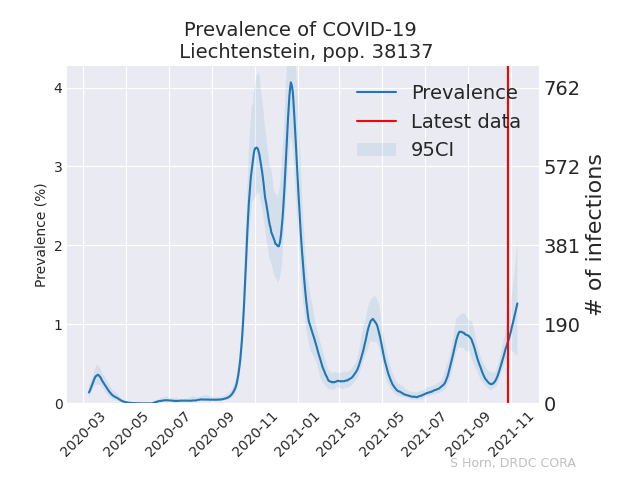 Prevalence of COVID-19
Liechtenstein, pop. 38137
Prevalence
Latest data
95CI
Prevalence (%)
4
3
2
1
0
762
572
381
190
0
# of infections
2020-03
2020-05
2020-07
2020-09
2020-11
2021-01
2021-03
2021-05
2021-07
2021-09
2021-11
S Horn, DRDC CORA